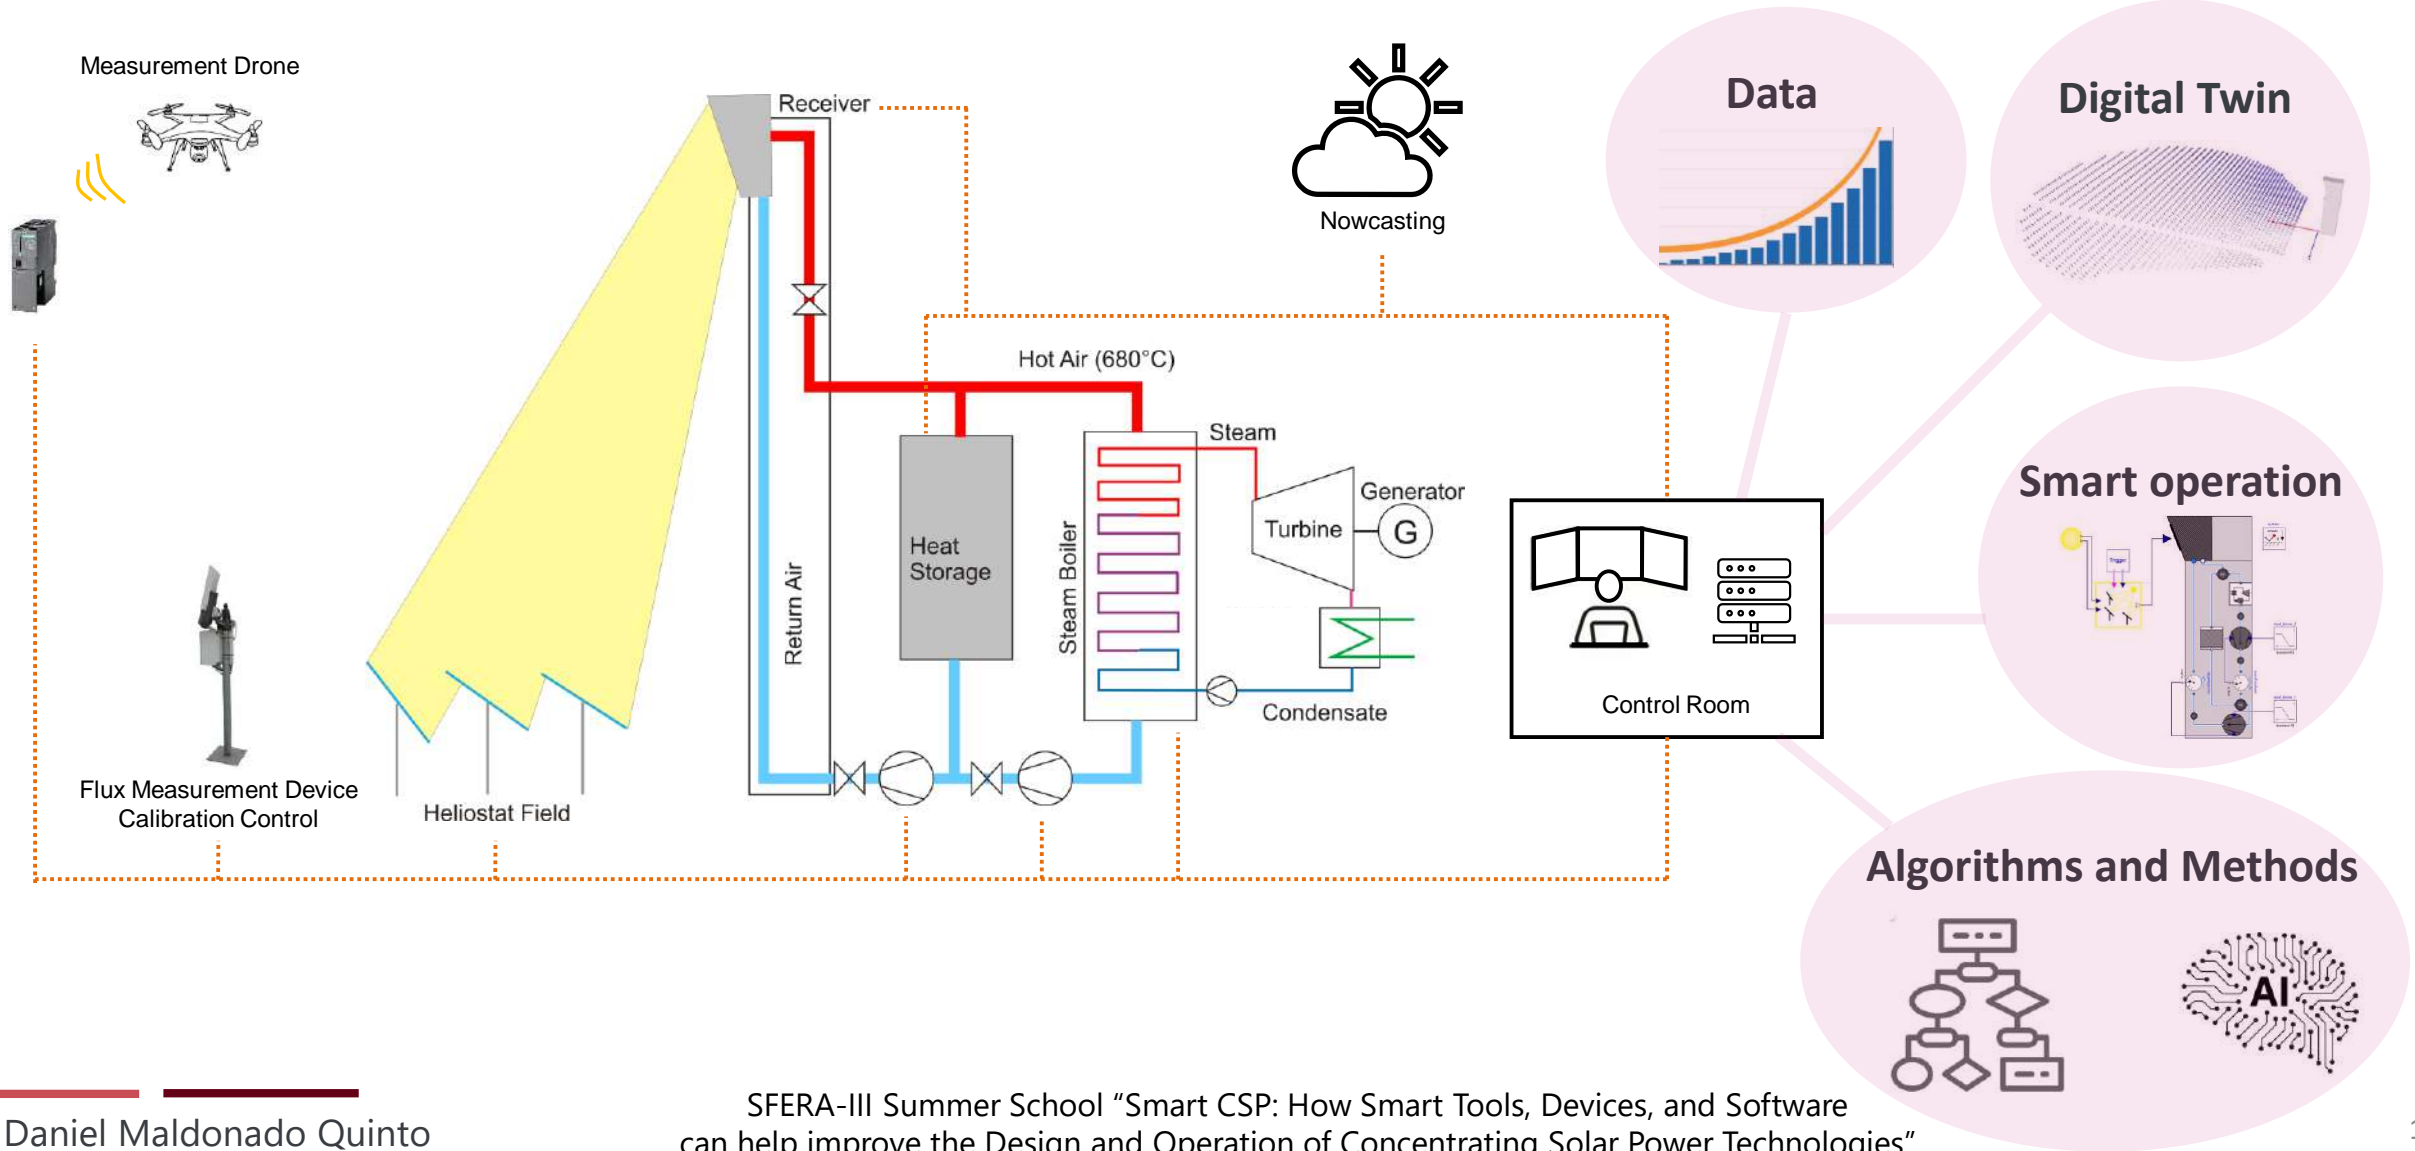 Measurement Drone
Receiver
Nowcasting
Data
Digital Twin
Hot Air (680°C)
Steam
Generator
G
Turbine
Heat
Storage
Steam Boiler
Return Air
Condensate
Control Room
Smart operation
Trigger
Flux Measurement Device
Calibration Control
Heliostat Field
Algorithms and Methods
AI
Daniel Maldonado Quinto
SFERA-III Summer School “Smart CSP: How Smart Tools, Devices, and Software
can help improve the Design and Operation of Concentrating Solar Power Technologies”